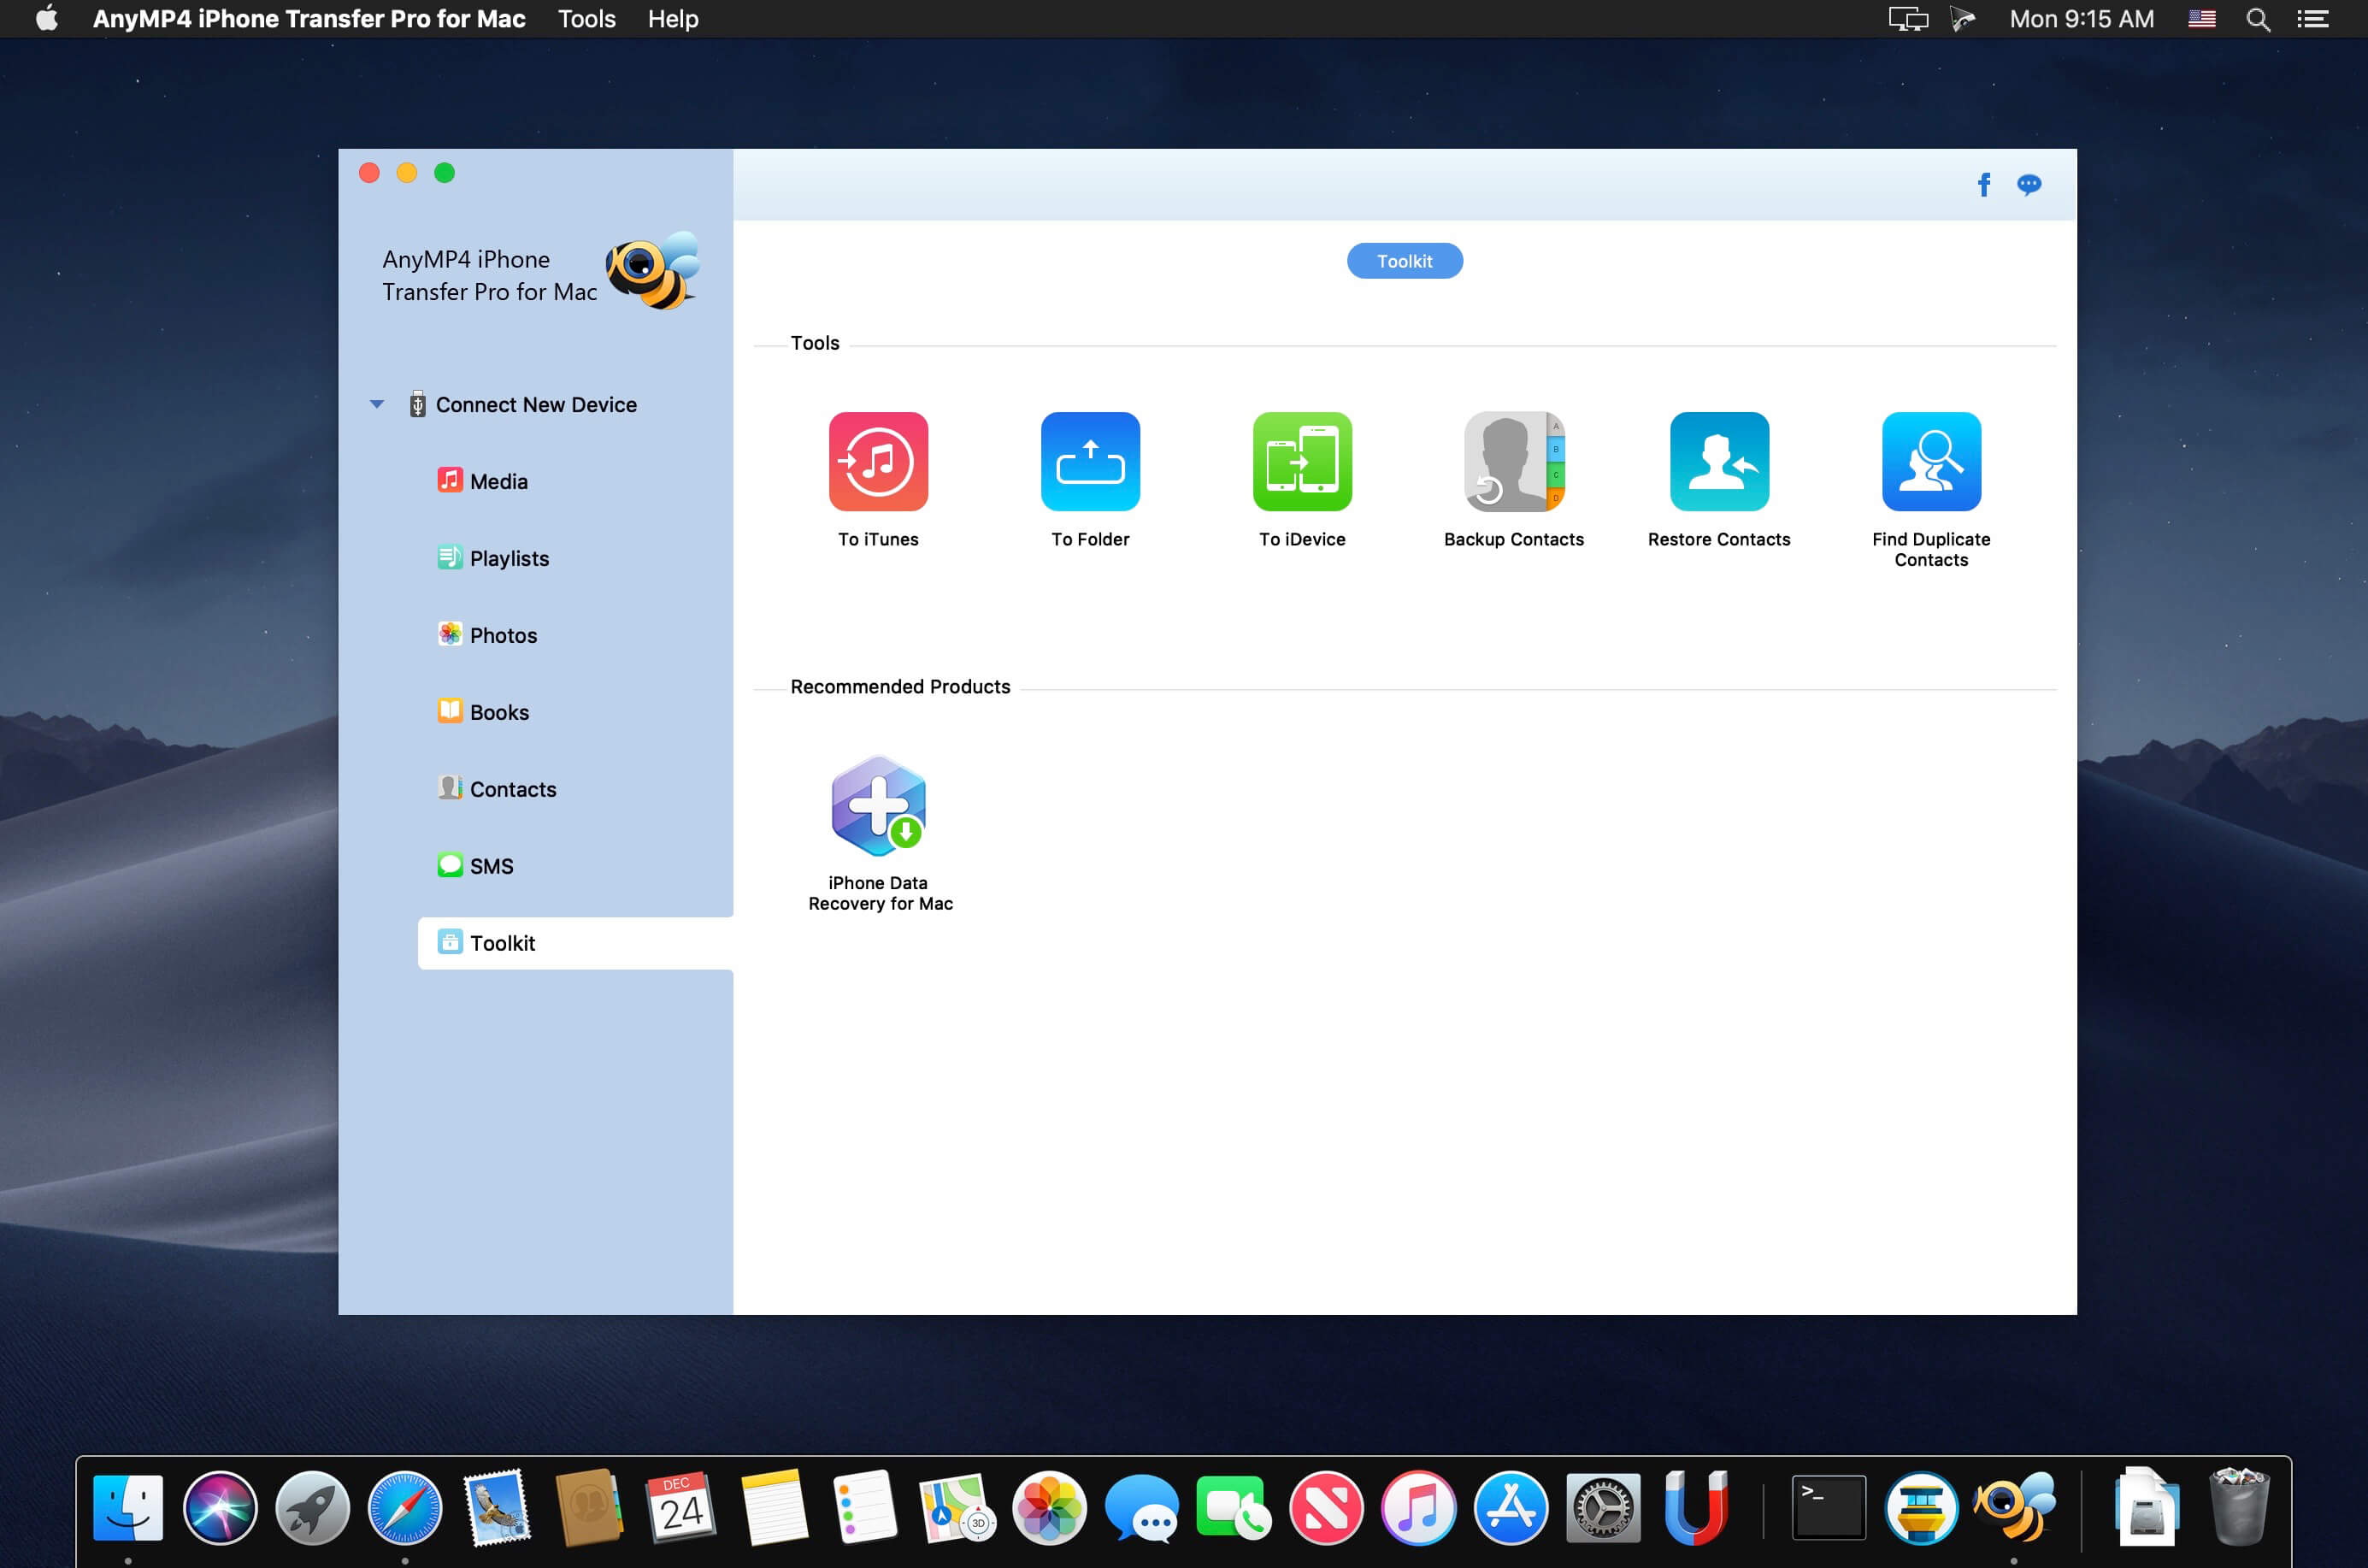 AnyMP4 iPhone Transfer Pro for Mac Tools Help Mon 9:15 AM
AnyMP4 iPhone
Transfer Pro for Mac
Connect New Device
Media
Playlists
Photos
Books
Contacts
SMS
Toolkit
Toolkit
Tools
To iTunes
To Folder
To iDevice
A
B
C
D
Backup Contacts
Restore Contacts
Find Duplicate
Contacts
Recommended Products
iPhone Data
Recovery for Mac
DEC
24
3D
>_